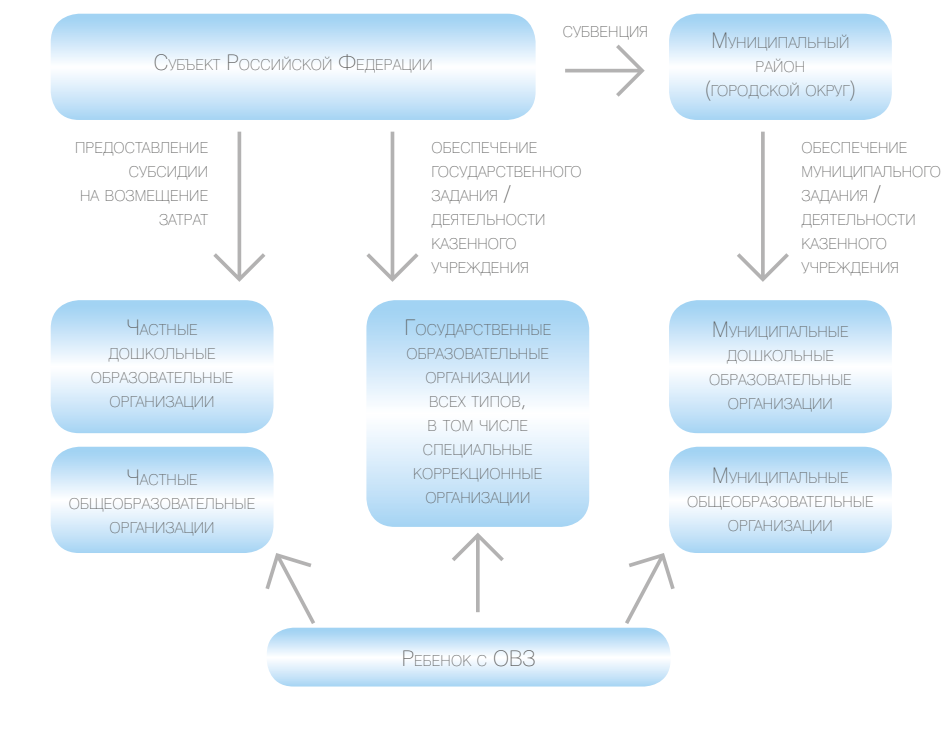 Субъект Российской Федерации
субвенция
Муниципальный
район
(городской округ)
предоставление
субсидии
на возмещение
затрат
обеспечение
государственного
задания /
деятельности
казенного
учреждения
обеспечение
муниципального
задания /
деятельности
казенного
учреждения
Частные
дошкольные
образовательные
организации
Государственные
образовательные
организации
всех типов,
в том числе
специальные
коррекционные
организации
Муниципальные
дошкольные
образовательные
организации
Частные
общеобразовательные
организации
Муниципальные
общеобразовательные
организации
Ребенок с ОВЗ